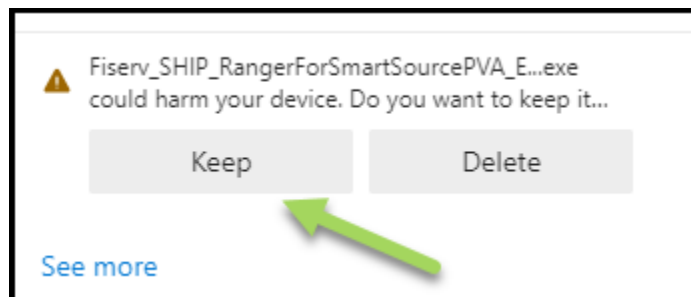 Fiserv_SHIP_RangerForSmartSourcePVA_E...exe
could harm your device. Do you want to keep it...
Keep
Delete
See more